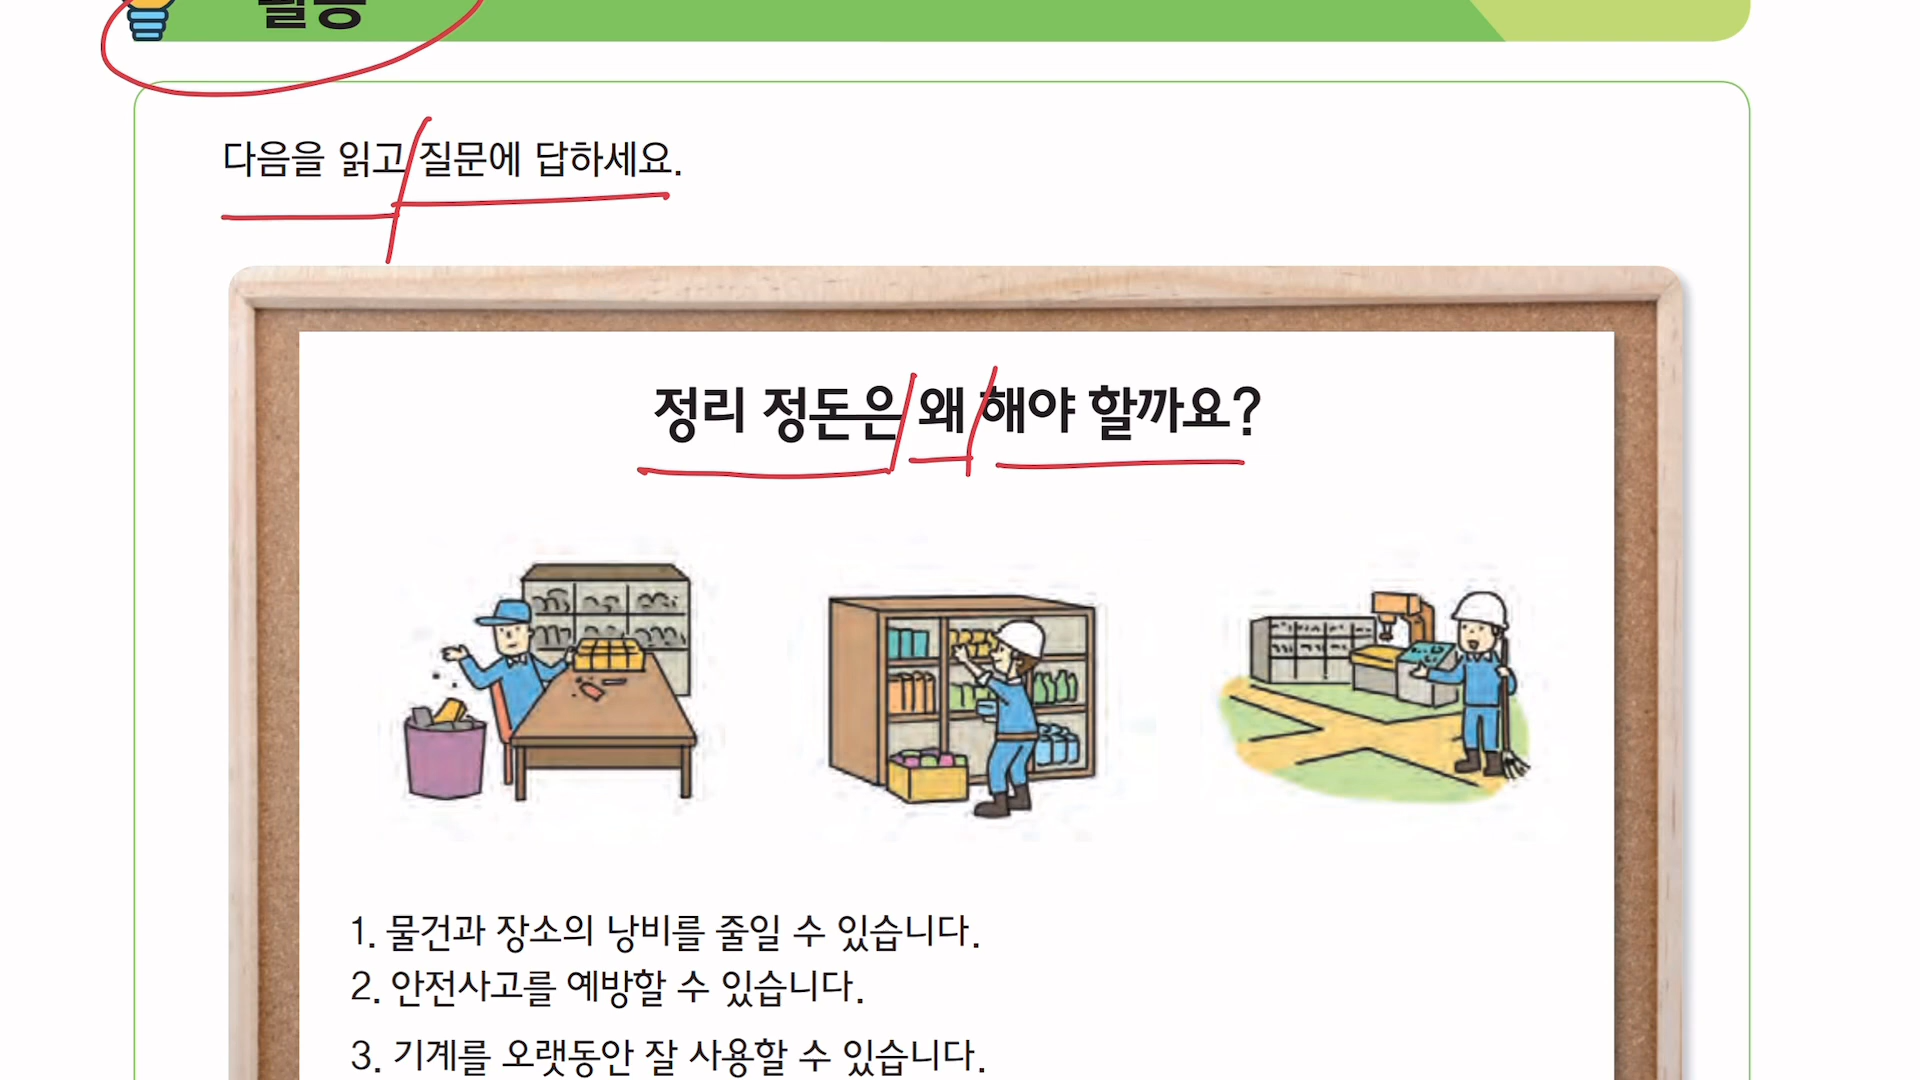 활동
다음을 읽고 질문에 답하세요.
정리 정돈은 왜 해야 할까요?
1. 물건과 장소의 낭비를 줄일 수 있습니다.
2. 안전사고를 예방할 수 있습니다.
3. 기계를 오랫동안 잘 사용할 수 있습니다.